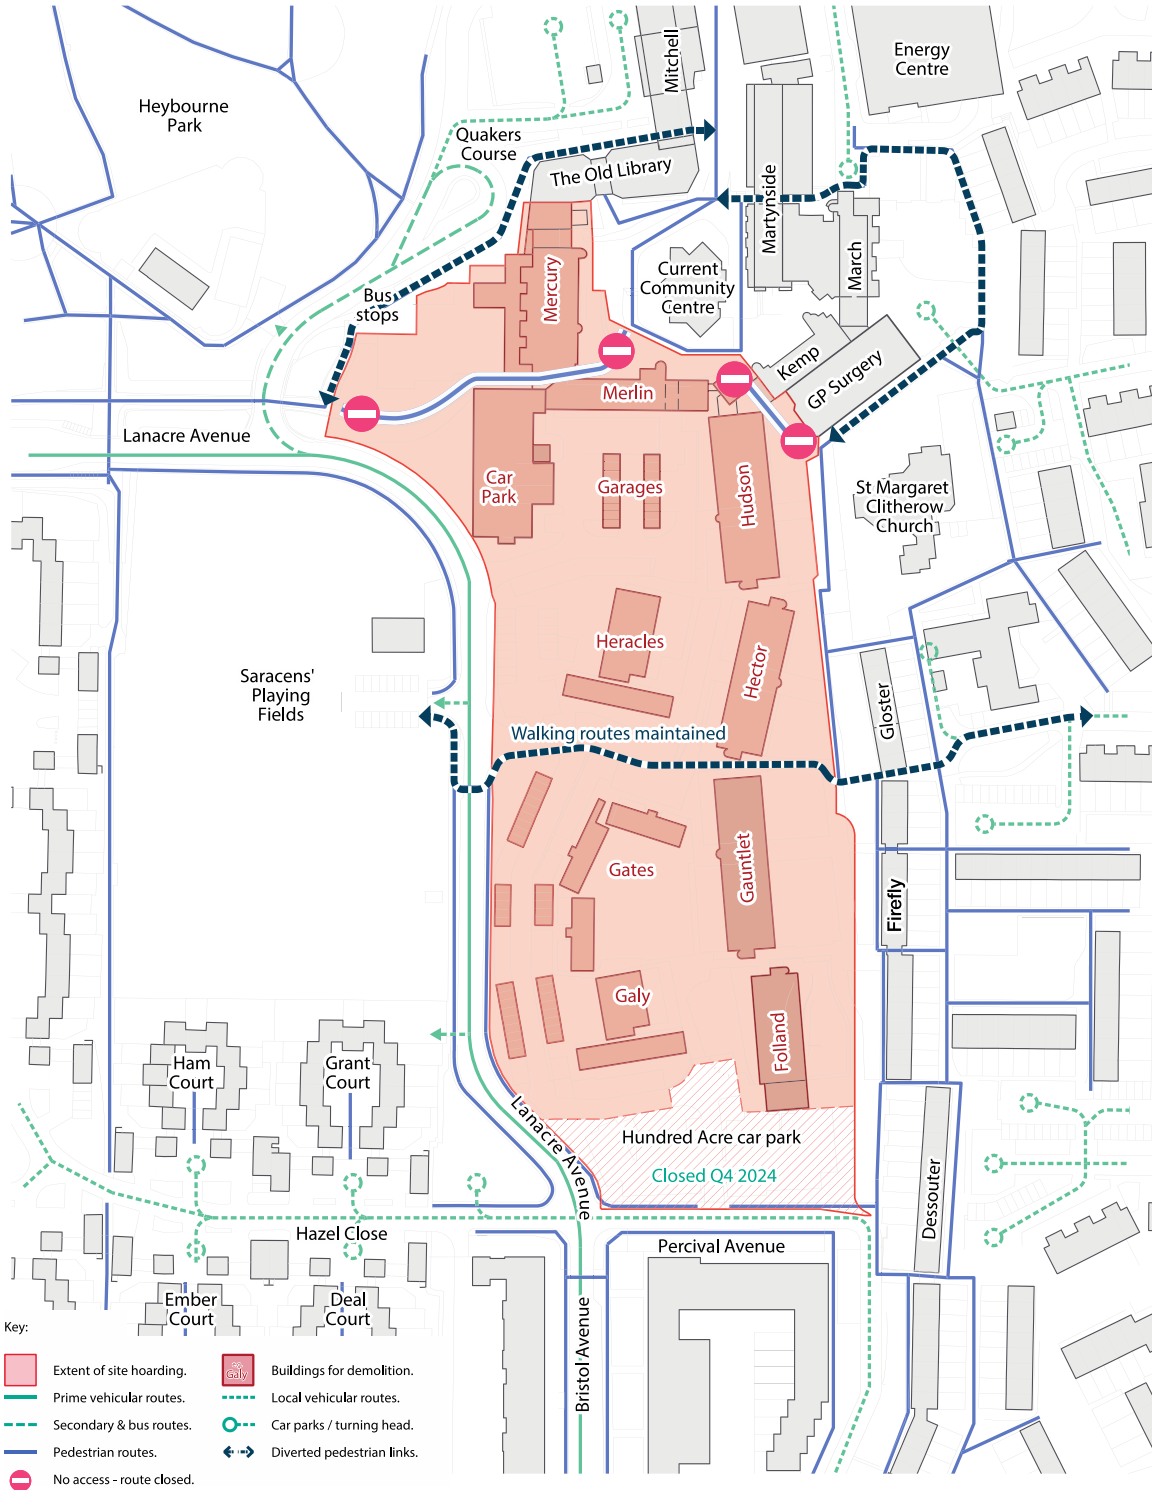 Mitchell
Energy
Centre
Heybourne
Park
Quakers
Course
The Old Library
Martynside
March
Mercury
Current
Community
Centre
Bus
stops
Kemp
GP Surgery
Merlin
Lanacre Avenue
Car
Park
Garages
Hudson
St Margaret
Clitherow
Church
Heracles
Hector
Saracens'
Playing
Fields
Gloster
Walking routes maintained
Gates
Gauntlet
Firefly
Galy
Folland
Ham
Court
Grant
Court
Lanacre Avenue
Hundred Acre car park
Closed Q4 2024
Dessouter
Hazel Close
Percival Avenue
Ember
Court
Deal
Court
Bristol Avenue
Key:
Extent of site hoarding.
Galy
Buildings for demolition.
Prime vehicular routes.
Local vehicular routes.
Secondary & bus routes.
Car parks / turning head.
Pedestrian routes.
Diverted pedestrian links.
No access - route closed.